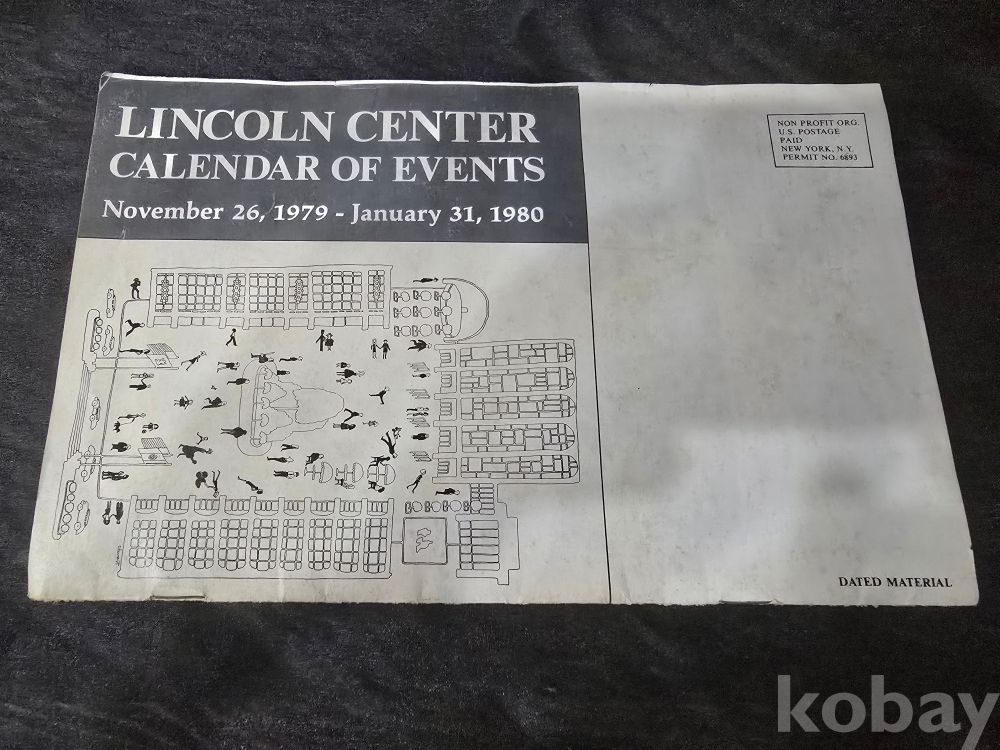 LINCOLN CENTER
CALENDAR OF EVENTS
November 26, 1979 - January 31, 1980
NON PROFIT ORG.
U.S. POSTAGE
PAID
NEW YORK, N.Y.
PERMIT NO. 6893
DATED MATERIAL
kobay